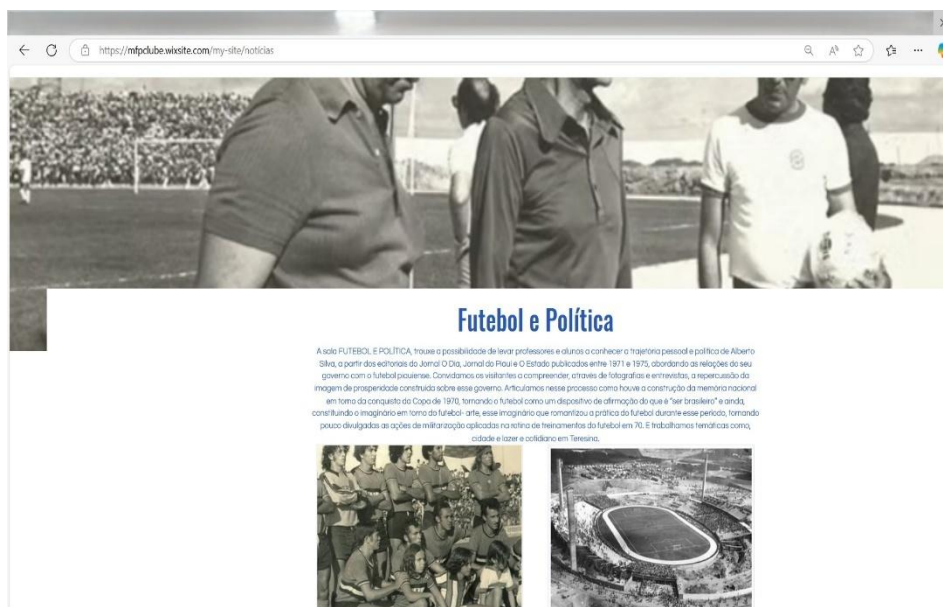 https://mfpclube.wixsite.com/my-site/notícias
Futebol e Política
A sala FUTEBOL E POLÍTICA, trouxe a possibilidade de levar professores e alunos a conhecer a trajetória pessoal e política de Alberto
Silva, a partir dos editoriais do Jornal O Dia, Jornal do Piauí e O Estado publicados entre 1971 e 1975, abordando as relações do seu
governo com o futebol piauiense. Convidamos os visitantes a compreender, através de fotografias e entrevistas, a repercussão da
imagem de prosperidade construída sobre esse governo. Articulamos nesse processo como houve a construção da memória nacional
em torno da conquista da Copa de 1970, tornando o futebol como um dispositivo de afirmação do que é "ser brasileiro" e ainda,
constituindo o imaginário em torno do futebol- arte, esse imaginário que romantizou a prática do futebol durante esse período, tornando
pouco divulgadas as ações de militarização aplicadas na rotina de treinamentos do futebol em 70. E trabalhamos temáticas como,
cidade e lazer e cotidiano em Teresina.